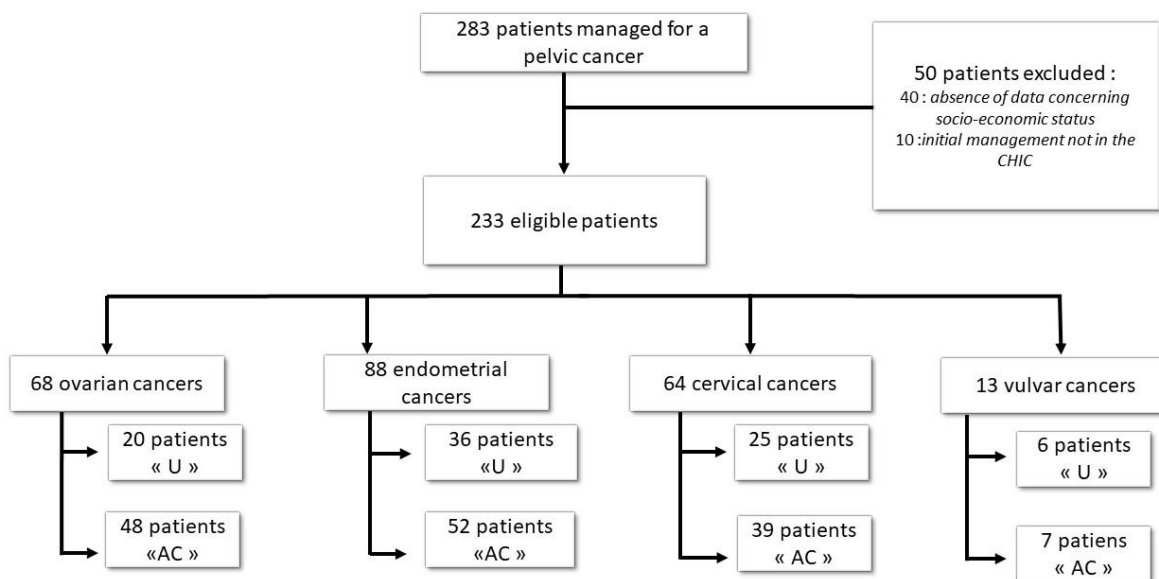 283 patients managed for a
pelvic cancer
50 patients excluded :
40 : absence of data concerning
socio-economic status
10 :initial management not in the
CHIC
233 eligible patients
68 ovarian cancers
88 endometrial
cancers
64 cervical cancers
13 vulvar cancers
20 patients
« U »
36 patients
«U»
25 patients
« U »
6 patients
« U »
48 patients
«AC »
52 patients
«AC »
39 patients
« AC »
7 patiens
« AC »